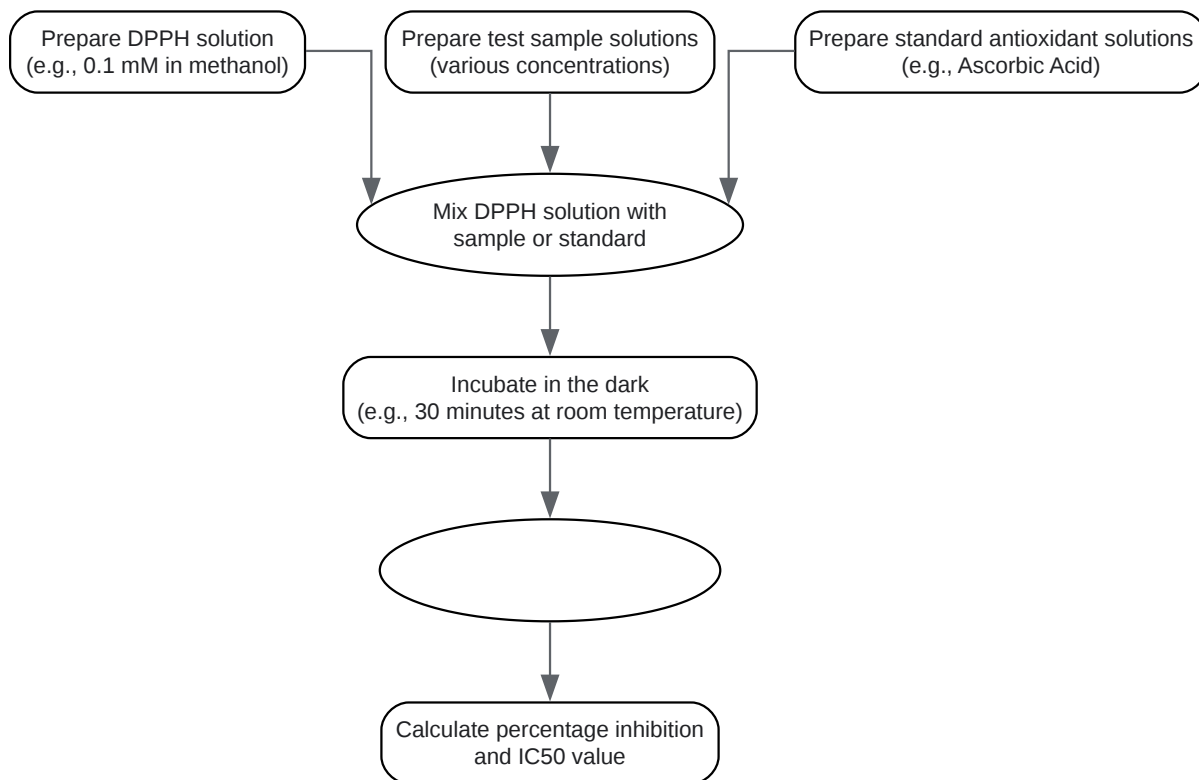 Prepare DPPH solution
(e.g., 0.1 mM in methanol)
Prepare test sample solutions
(various concentrations)
Prepare standard antioxidant solutions
(e.g., Ascorbic Acid)
Mix DPPH solution with
sample or standard
Incubate in the dark
(e.g., 30 minutes at room temperature)
Calculate percentage inhibition
and IC50 value